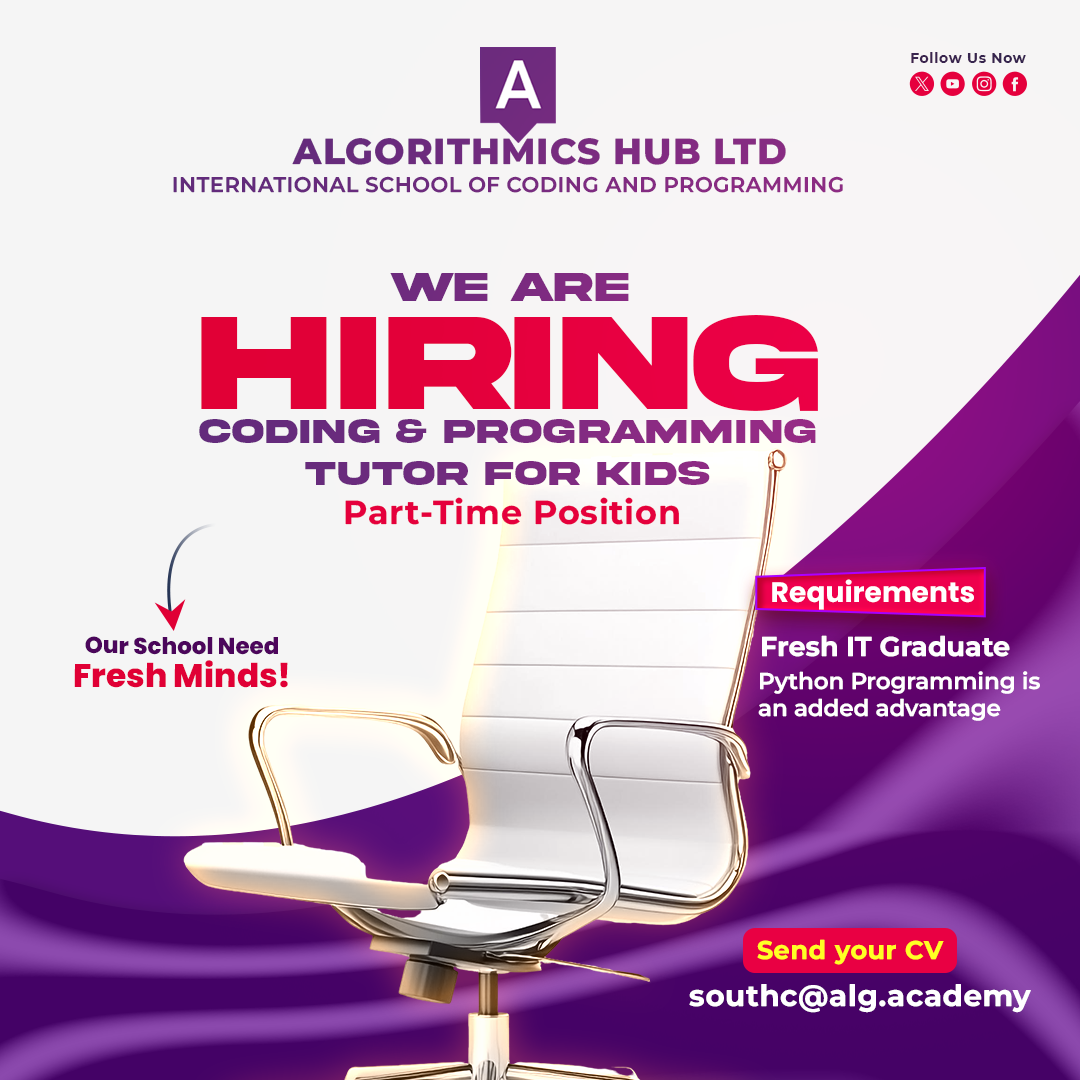 A
ALGORITHMICS HUB LTD
INTERNATIONAL SCHOOL OF CODING AND PROGRAMMING
Follow Us Now
WE ARE
HIRING
CODING & PROGRAMMING
TUTOR FOR KIDS
Part-Time Position
Our School Need
Fresh Minds!
Requirements
Fresh IT Graduate
Python Programming is
an added advantage
Send your CV
southc@alg.academy